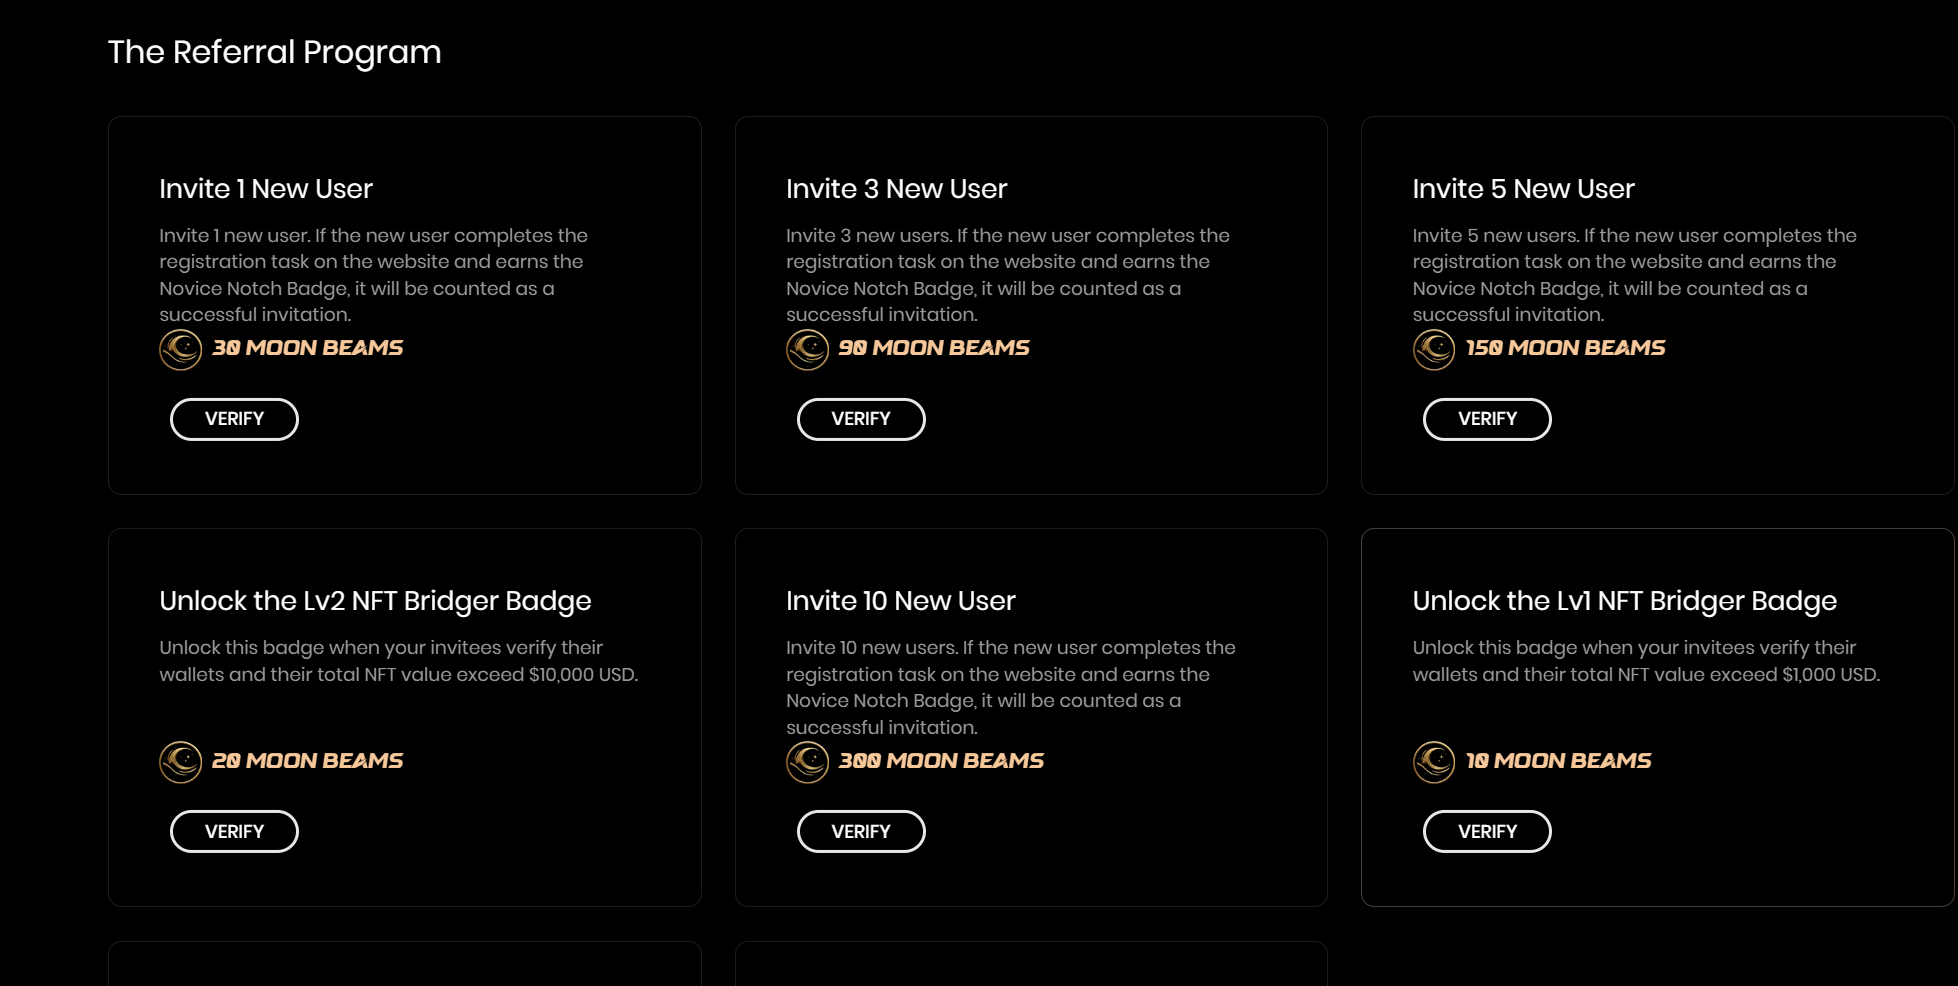 The Referral Program
Invite 1 New User
Invite 1 new user. If the new user completes the
registration task on the website and earns the
Novice Notch Badge, it will be counted as a
successful invitation.
30 MOON BEAMS
VERIFY
Invite 3 New User
Invite 3 new users. If the new user completes the
registration task on the website and earns the
Novice Notch Badge, it will be counted as a
successful invitation.
90 MOON BEAMS
VERIFY
Invite 5 New User
Invite 5 new users. If the new user completes the
registration task on the website and earns the
Novice Notch Badge, it will be counted as a
successful invitation.
150 MOON BEAMS
VERIFY
Unlock the Lv2 NFT Bridger Badge
Unlock this badge when your invitees verify their
wallets and their total NFT value exceed $10,000 USD.
20 MOON BEAMS
VERIFY
Invite 10 New User
Invite 10 new users. If the new user completes the
registration task on the website and earns the
Novice Notch Badge, it will be counted as a
successful invitation.
300 MOON BEAMS
VERIFY
Unlock the Lv1 NFT Bridger Badge
Unlock this badge when your invitees verify their
wallets and their total NFT value exceed $1,000 USD.
10 MOON BEAMS
VERIFY